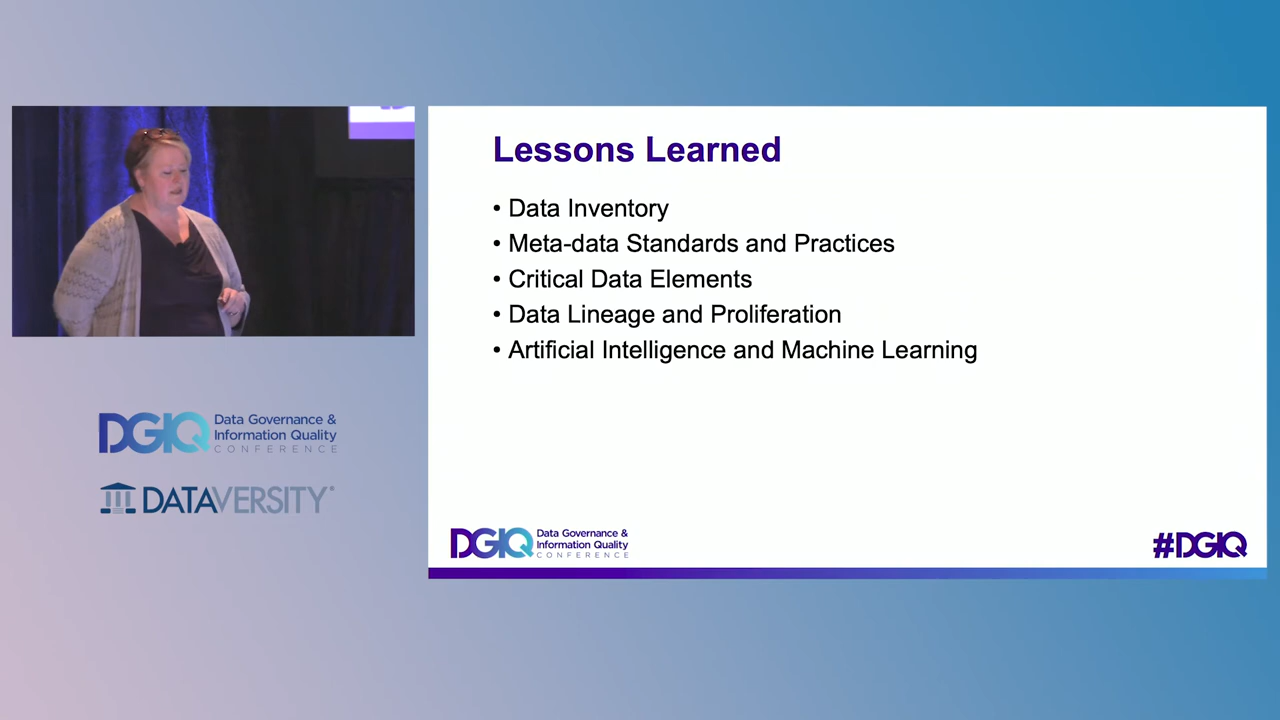 Lessons Learned
• Data Inventory
• Meta-data Standards and Practices
• Critical Data Elements
• Data Lineage and Proliferation
• Artificial Intelligence and Machine Learning
DGIQ Data Governance &
Information Quality
CONFERENCE
DATAVERSITY
DGIQ Data Governance &
Information Quality
CONFERENCE
#DGIQ